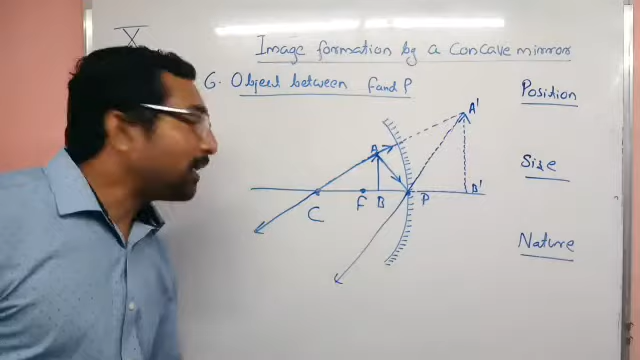 X
Image formation by a Concave mirror
6. Object between F and P
Position
Size
Nature
A'
A
C
F
B
P
B'